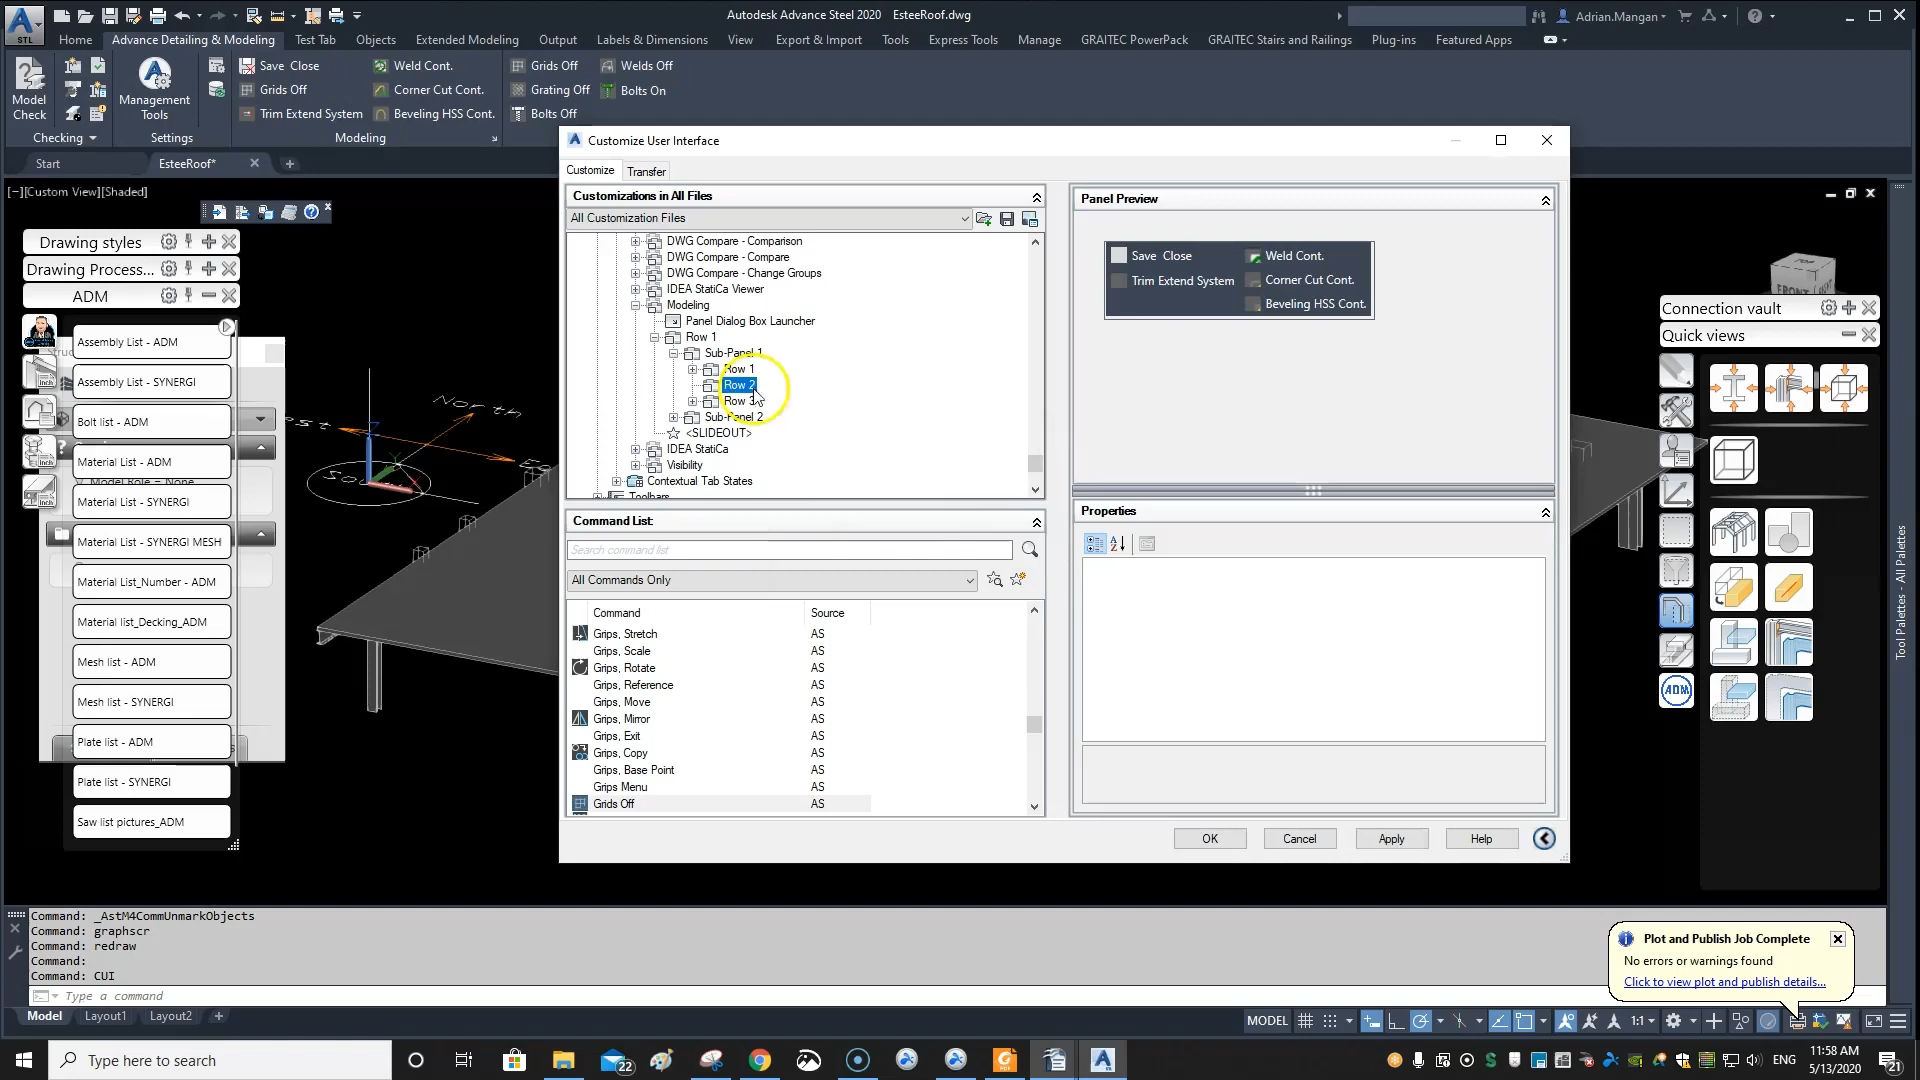 Autodesk Advance Steel 2020 EsteeRoof.dwg
Adrian.Mangan
STL
Home
Advance Detailing & Modeling
Test Tab
Objects
Extended Modeling
Output
Labels & Dimensions
View
Export & Import
Tools
Express Tools
Manage
GRAITEC PowerPack
GRAITEC Stairs and Railings
Plug-ins
Featured Apps
Model Check
Management Tools
Save Close
Weld Cont.
Grids Off
Welds Off
Grids Off
Corner Cut Cont.
Grating Off
Bolts On
Trim Extend System
Beveling HSS Cont.
Bolts Off
Checking
Settings
Modeling
Start
EsteeRoof*
[−][Custom View][Shaded]
Customize User Interface
Customize
Transfer
Customizations in All Files
All Customization Files
DWG Compare - Comparison
DWG Compare - Compare
DWG Compare - Change Groups
IDEA StatiCa Viewer
Modeling
Panel Dialog Box Launcher
Row 1
Sub-Panel 1
Row 1
Row 2
Row 3
Sub-Panel 2
<SLIDEOUT>
IDEA StatiCa
Visibility
Contextual Tab States
Toolbars
Command List:
Search command list
All Commands Only
Command
Source
Grips, Stretch AS
Grips, Scale AS
Grips, Rotate AS
Grips, Reference AS
Grips, Move AS
Grips, Mirror AS
Grips, Exit AS
Grips, Copy AS
Grips, Base Point AS
Grips Menu AS
Grids Off AS
Panel Preview
Save Close
Weld Cont.
Trim Extend System
Corner Cut Cont.
Beveling HSS Cont.
Properties
OK
Cancel
Apply
Help
Drawing styles
Drawing Process...
ADM
Assembly List - ADM
Assembly List - SYNERGI
Bolt list - ADM
Material List - ADM
Material List - SYNERGI
Material List - SYNERGI MESH
Material List_Number - ADM
Material list_Decking_ADM
Mesh list - ADM
Mesh list - SYNERGI
Plate list - ADM
Plate list - SYNERGI
Saw list pictures_ADM
North
FRONT
Connection vault
Quick views
ADM
Tool Palettes - All Palettes
Command: _AstM4CommUnmarkObjects
Command: graphscr
Command: redraw
Command:
Command: CUI
Type a command
Model
Layout1
Layout2
MODEL
1:1
Plot and Publish Job Complete
No errors or warnings found
Click to view plot and publish details...
Type here to search
22
ENG
11:58 AM
5/13/2020
21